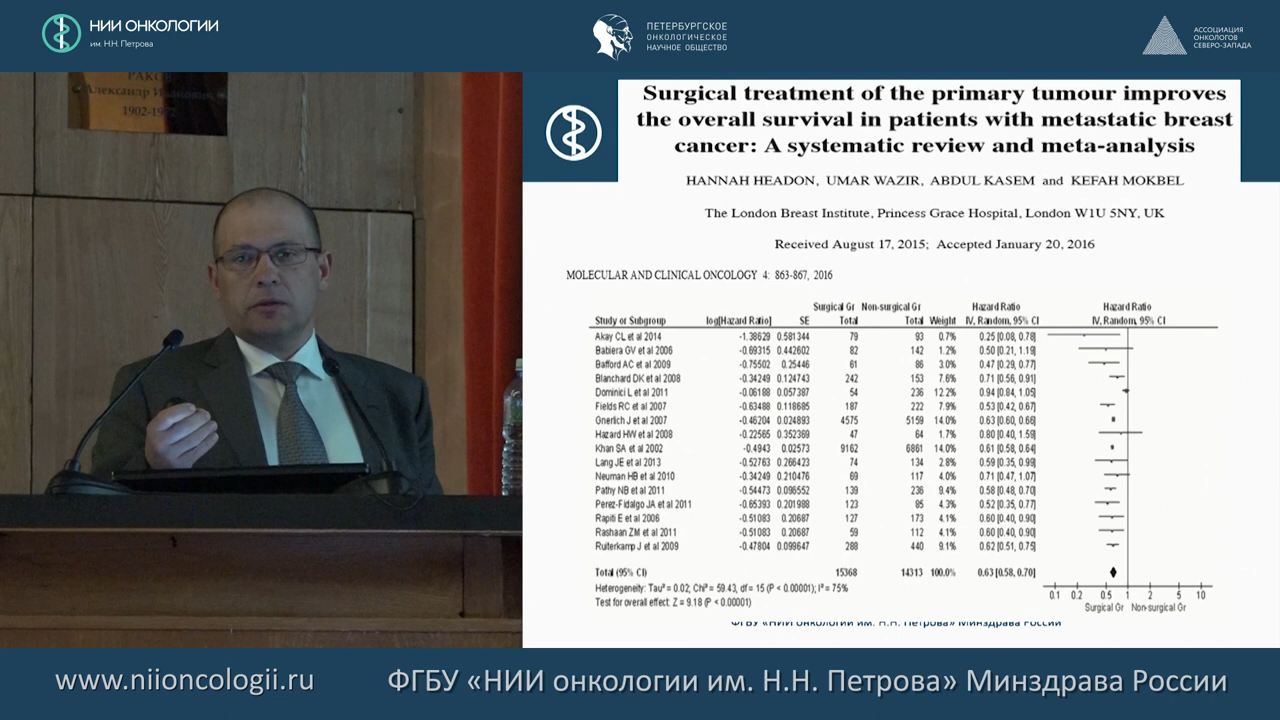 НИИ ОНКОЛОГИИ
им. Н.Н. Петрова
ПЕТЕРБУРГСКОЕ
ОНКОЛОГИЧЕСКОЕ
НАУЧНОЕ ОБЩЕСТВО
АССОЦИАЦИЯ
ОНКОЛОГОВ
СЕВЕРО-ЗАПАДА
РАКОВ
Александр Иванович
Surgical treatment of the primary tumour improves
the overall survival in patients with metastatic breast
cancer: A systematic review and meta-analysis
HANNAH HEADON, UMAR WAZIR, ABDUL KASEM and KEFAH MOKBEL
The London Breast Institute, Princess Grace Hospital, London W1U 5NY, UK
Received August 17, 2015; Accepted January 20, 2016
MOLECULAR AND CLINICAL ONCOLOGY 4: 863-867, 2016
Surgical Gr Non-surgical Gr Hazard Ratio Hazard Ratio
Study or Subgroup log[Hazard Ratio] SE Total Total Weight IV, Random, 95% CI IV, Random, 95% CI
Akay CL et al 2014 -1.38629 0.581344 79 93 0.7% 0.25 [0.08, 0.78]
Babiera GV et al 2006 -0.69315 0.442602 82 142 1.2% 0.50 [0.21, 1.19]
Bafford AC et al 2009 -0.75502 0.25446 61 86 3.0% 0.47 [0.29, 0.77]
Blanchard DK et al 2008 -0.34249 0.124743 242 153 7.6% 0.71 [0.56, 0.91]
Dominici L et al 2011 -0.06188 0.057387 54 236 12.2% 0.94 [0.84, 1.05]
Fields RC et al 2007 -0.63488 0.118685 187 222 7.9% 0.53 [0.42, 0.67]
Gnerlich J et al 2007 -0.46204 0.024893 4575 5159 14.0% 0.63 [0.60, 0.66]
Hazard HW et al 2008 -0.22565 0.352369 47 64 1.7% 0.80 [0.40, 1.59]
Khan SA et al 2002 -0.4943 0.02573 9162 6861 14.0% 0.61 [0.58, 0.64]
Lang JE et al 2013 -0.52763 0.266423 74 134 2.8% 0.59 [0.35, 0.99]
Neuman HB et al 2010 -0.34249 0.210476 69 117 4.0% 0.71 [0.47, 1.07]
Pathy NB et al 2011 -0.54473 0.096552 139 236 9.4% 0.58 [0.48, 0.70]
Perez-Fidalgo JA et al 2011 -0.65393 0.201988 123 85 4.3% 0.52 [0.35, 0.77]
Rapiti E et al 2006 -0.51083 0.20687 127 173 4.1% 0.60 [0.40, 0.90]
Rashaan ZM et al 2011 -0.51083 0.20687 59 112 4.1% 0.60 [0.40, 0.90]
Ruiterkamp J et al 2009 -0.47804 0.099647 288 440 9.1% 0.62 [0.51, 0.75]
Total (95% CI) 15368 14313 100.0% 0.63 [0.58, 0.70]
Heterogeneity: Tau² = 0.02; Chi² = 59.43, df = 15 (P < 0.00001); I² = 75%
Test for overall effect: Z = 9.18 (P < 0.00001)
0.1 0.2 0.5 1 2 5 10
Surgical Gr Non-surgical Gr
ФГБУ «НИИ онкологии им. Н.Н. Петрова» Минздрава России
www.niioncologii.ru
ФГБУ «НИИ онкологии им. Н.Н. Петрова» Минздрава России